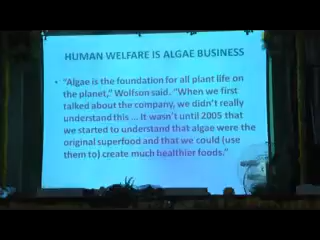 HUMAN WELFARE IS ALGAE BUSINESS
• "Algae is the foundation for all plant life on
the planet," Wolfson said. "When we first
talked about the company, we didn't really
understand this ... It wasn't until 2005 that
we started to understand that algae were the
original superfood and that we could (use
them to) create much healthier foods."